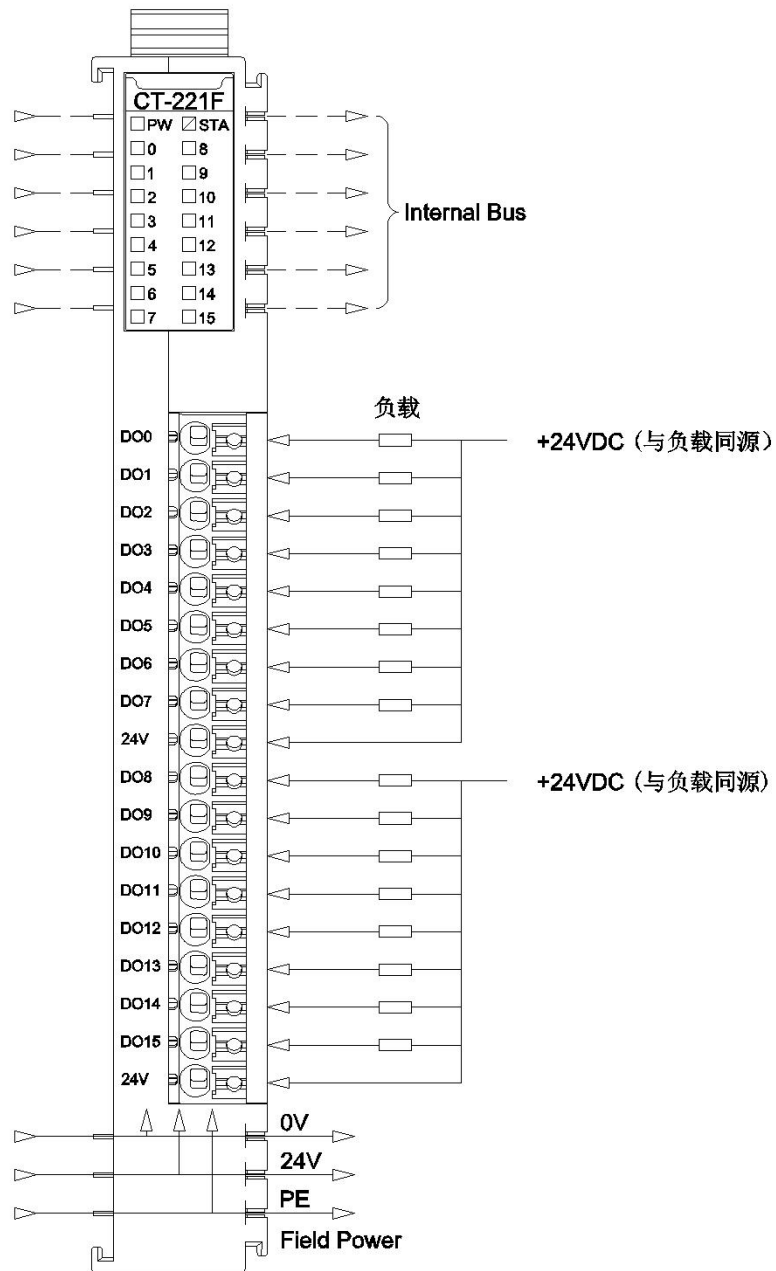 CT-221F
PW STA
0 8
1 9
2 10
3 11
4 12
5 13
6 14
7 15
Internal Bus
负载
DO0
+24VDC（与负载同源）
DO1
DO2
DO3
DO4
DO5
DO6
DO7
24V
DO8
+24VDC（与负载同源）
DO9
DO10
DO11
DO12
DO13
DO14
DO15
24V
0V
24V
PE
Field Power